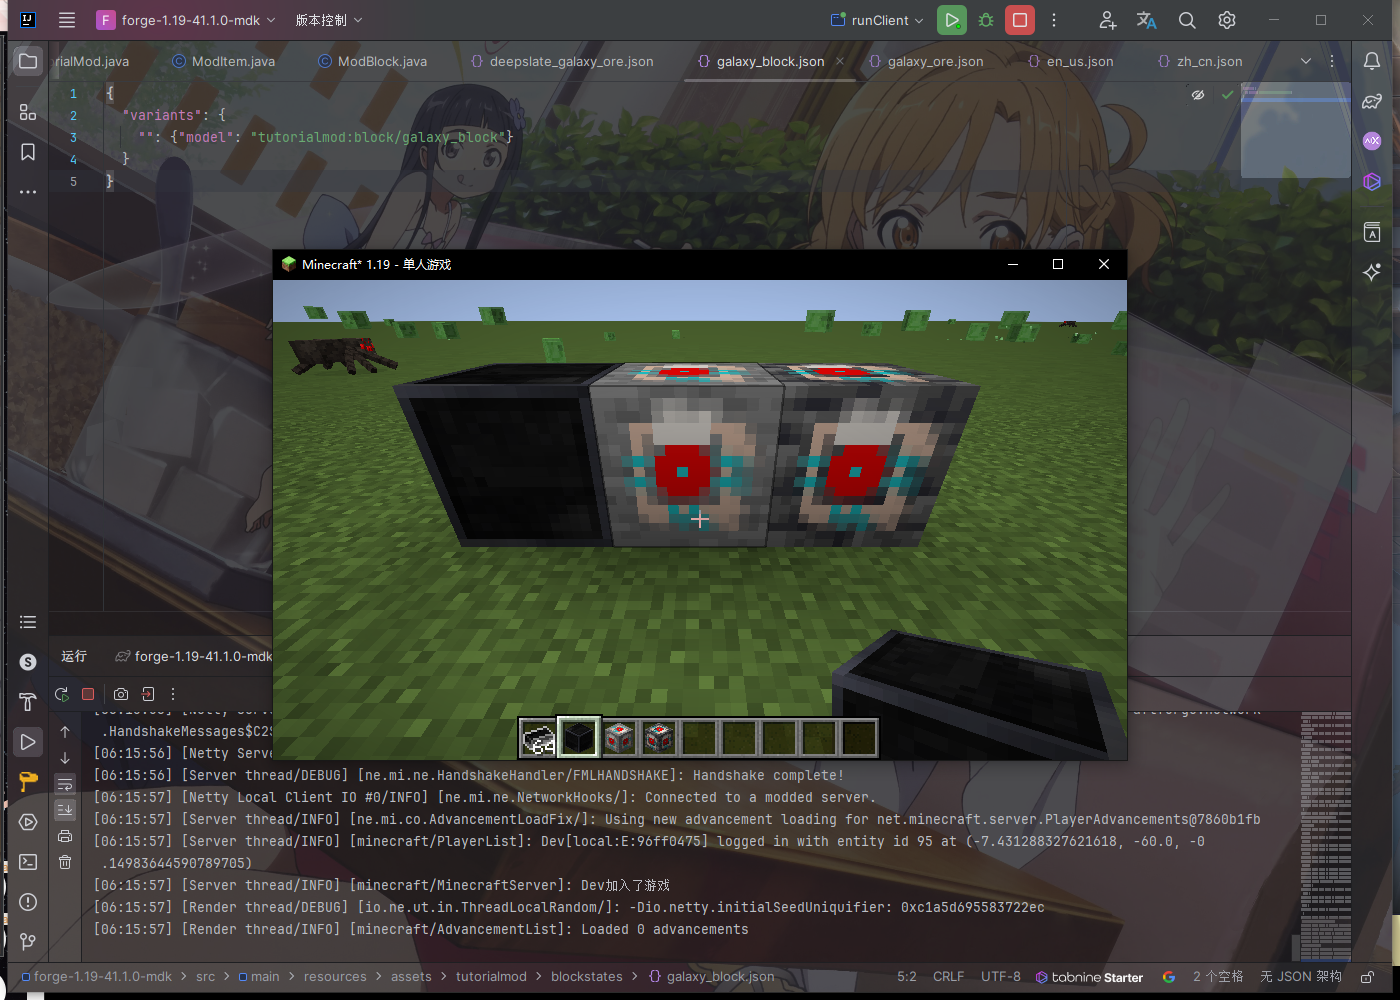 F forge-1.19-41.1.0-mdk 版本控制 runClient
rialMod.java ModItem.java ModBlock.java deepslate_galaxy_ore.json galaxy_block.json galaxy_ore.json en_us.json zh_cn.json
1 {
2 "variants": {
3 "": {"model": "tutorialmod:block/galaxy_block"}
4 }
5 }
Minecraft* 1.19 - 单人游戏
64
运行 forge-1.19-41.1.0-mdk
.HandshakeMessages$C2S
[06:15:56] [Netty Serve
[06:15:56] [Server thread/DEBUG] [ne.mi.ne.HandshakeHandler/FMLHANDSHAKE]: Handshake complete!
[06:15:57] [Netty Local Client IO #0/INFO] [ne.mi.ne.NetworkHooks/]: Connected to a modded server.
[06:15:57] [Server thread/INFO] [ne.mi.co.AdvancementLoadFix/]: Using new advancement loading for net.minecraft.server.PlayerAdvancements@7860b1fb
[06:15:57] [Server thread/INFO] [minecraft/PlayerList]: Dev[local:E:96ff0475] logged in with entity id 95 at (-7.431288327621618, -60.0, -0
.14983644590789705)
[06:15:57] [Server thread/INFO] [minecraft/MinecraftServer]: Dev加入了游戏
[06:15:57] [Render thread/DEBUG] [io.ne.ut.in.ThreadLocalRandom/]: -Dio.netty.initialSeedUniquifier: 0xc1a5d695583722ec
[06:15:57] [Render thread/INFO] [minecraft/AdvancementList]: Loaded 0 advancements
forge-1.19-41.1.0-mdk > src > main > resources > assets > tutorialmod > blockstates > galaxy_block.json 5:2 CRLF UTF-8 tabnine Starter 2 个空格 无 JSON 架构